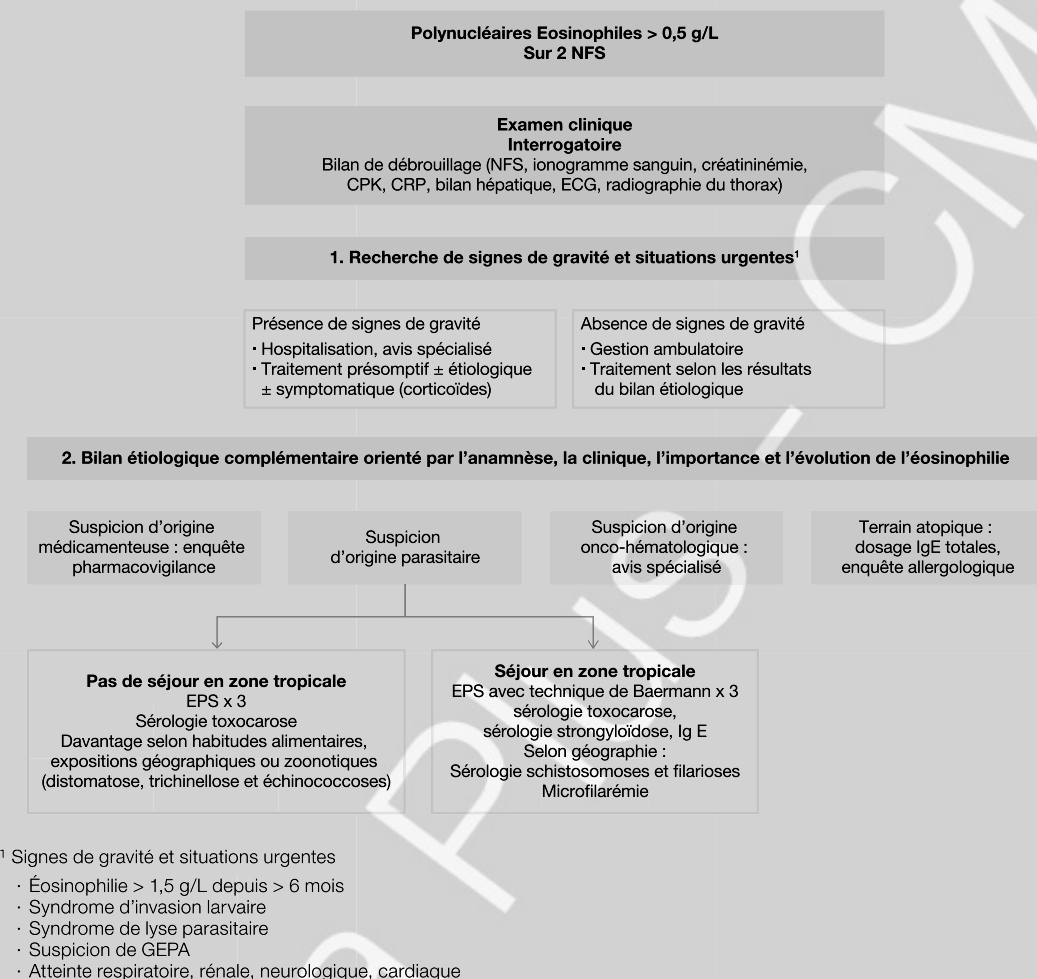 Polynucléaires Eosinophiles > 0,5 g/L
Sur 2 NFS
Examen clinique
Interrogatoire
Bilan de débrouillage (NFS, ionogramme sanguin, créatininémie,
CPK, CRP, bilan hépatique, ECG, radiographie du thorax)
1. Recherche de signes de gravité et situations urgentes¹
Présence de signes de gravité
· Hospitalisation, avis spécialisé
· Traitement présomptif ± étiologique
± symptomatique (corticoïdes)
Absence de signes de gravité
· Gestion ambulatoire
· Traitement selon les résultats
du bilan étiologique
2. Bilan étiologique complémentaire orienté par l'anamnèse, la clinique, l'importance et l'évolution de l'éosinophilie
Suspicion d'origine
médicamenteuse : enquête
pharmacovigilance
Suspicion
d'origine parasitaire
Suspicion d'origine
onco-hématologique :
avis spécialisé
Terrain atopique :
dosage IgE totales,
enquête allergologique
Pas de séjour en zone tropicale
EPS x 3
Sérologie toxocarose
Davantage selon habitudes alimentaires,
expositions géographiques ou zoonotiques
(distomatose, trichinellose et échinococcoses)
Séjour en zone tropicale
EPS avec technique de Baermann x 3
sérologie toxocarose,
sérologie strongyloïdose, Ig E
Selon géographie :
Sérologie schistosomoses et filarioses
Microfilarémie
¹ Signes de gravité et situations urgentes
· Éosinophilie > 1,5 g/L depuis > 6 mois
· Syndrome d'invasion larvaire
· Syndrome de lyse parasitaire
· Suspicion de GEPA
· Atteinte respiratoire, rénale, neurologique, cardiaque
a Plus - CM